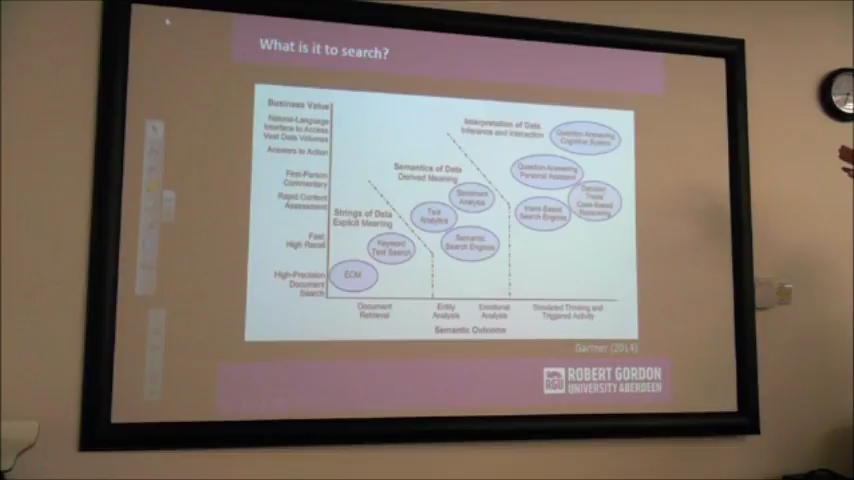 What is it to search?
Business Value
Natural-Language
Interface to Access
Vast Data Volumes
Answers to Action
First-Person
Commentary
Rapid Content
Assessment
Fast
High Recall
High-Precision
Document
Search
Strings of Data
Explicit Meaning
Semantics of Data
Derived Meaning
Interpretation of Data
Inference and Interaction
ECM
Keyword
Text Search
Text
Analytics
Sentiment
Analysis
Semantic
Search Engines
Question-Answering
Cognitive System
Question-Answering
Personal Assistant
Intent-Based
Search Engines
Decision
Trees
Case-Based
Reasoning
Document
Retrieval
Entity
Analysis
Emotional
Analysis
Simulated Thinking and
Triggered Activity
Semantic Outcome
Gartner (2014)
RGU
ROBERT GORDON
UNIVERSITY ABERDEEN